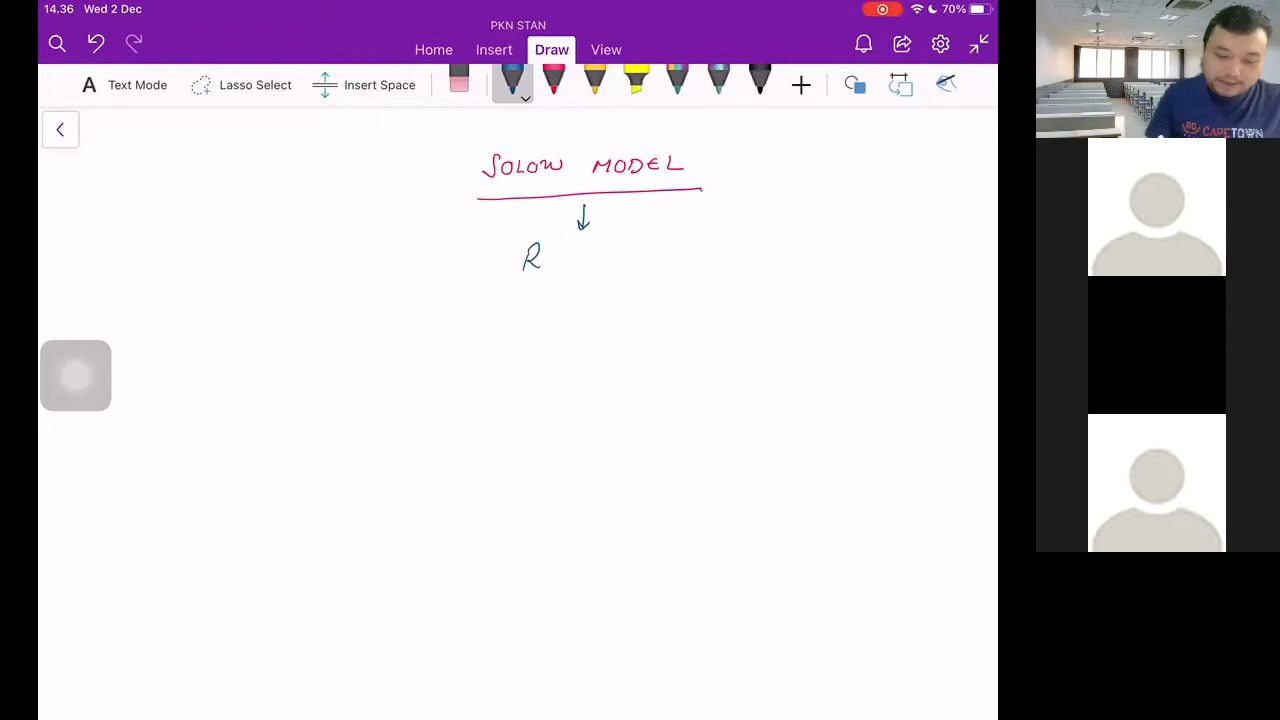 14.36 Wed 2 Dec
70%
PKN STAN
Home Insert Draw View
A Text Mode Lasso Select Insert Space
SOLOW MODEL
R
CAPETOWN